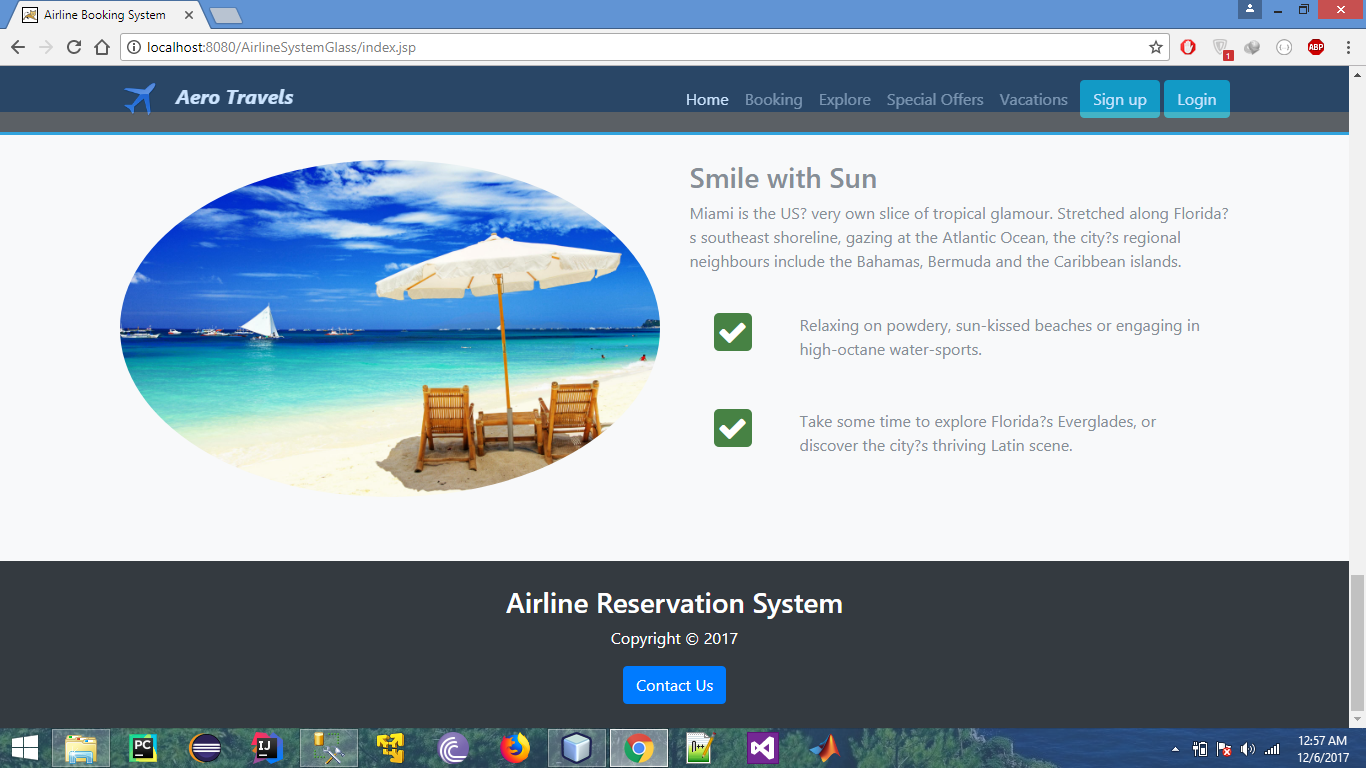 Airline Booking System
localhost:8080/AirlineSystemGlass/index.jsp
1
ABP
Aero Travels
Home Booking Explore Special Offers Vacations Sign up Login
Smile with Sun
Miami is the US? very own slice of tropical glamour. Stretched along Florida?
s southeast shoreline, gazing at the Atlantic Ocean, the city?s regional
neighbours include the Bahamas, Bermuda and the Caribbean islands.
Relaxing on powdery, sun-kissed beaches or engaging in
high-octane water-sports.
Take some time to explore Florida?s Everglades, or
discover the city?s thriving Latin scene.
Airline Reservation System
Copyright © 2017
Contact Us
PC
IJ
12:57 AM
12/6/2017